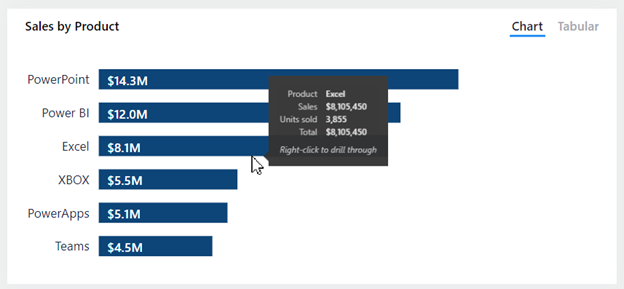 Sales by Product
Chart Tabular
PowerPoint $14.3M
Power BI $12.0M
Excel $8.1M
XBOX $5.5M
PowerApps $5.1M
Teams $4.5M
Product Excel
Sales $8,105,450
Units sold 3,855
Total $8,105,450
Right-click to drill through